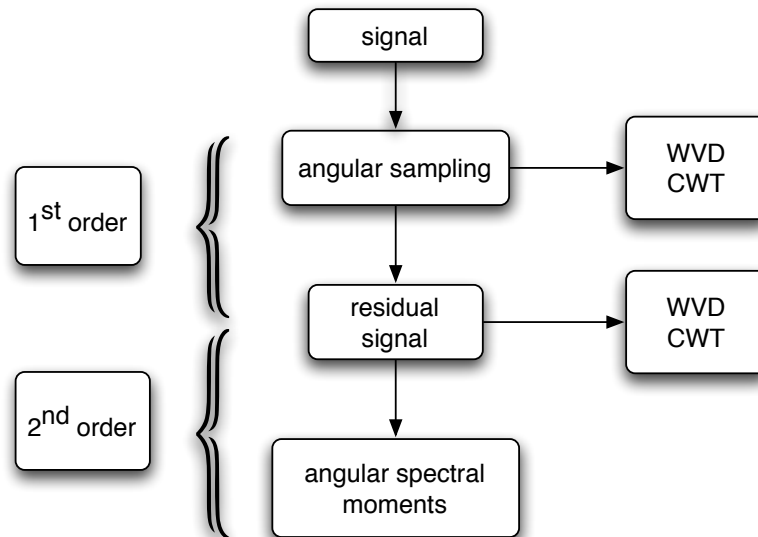 signal
angular sampling
WVD
CWT
1st order
residual
signal
WVD
CWT
2nd order
angular spectral
moments